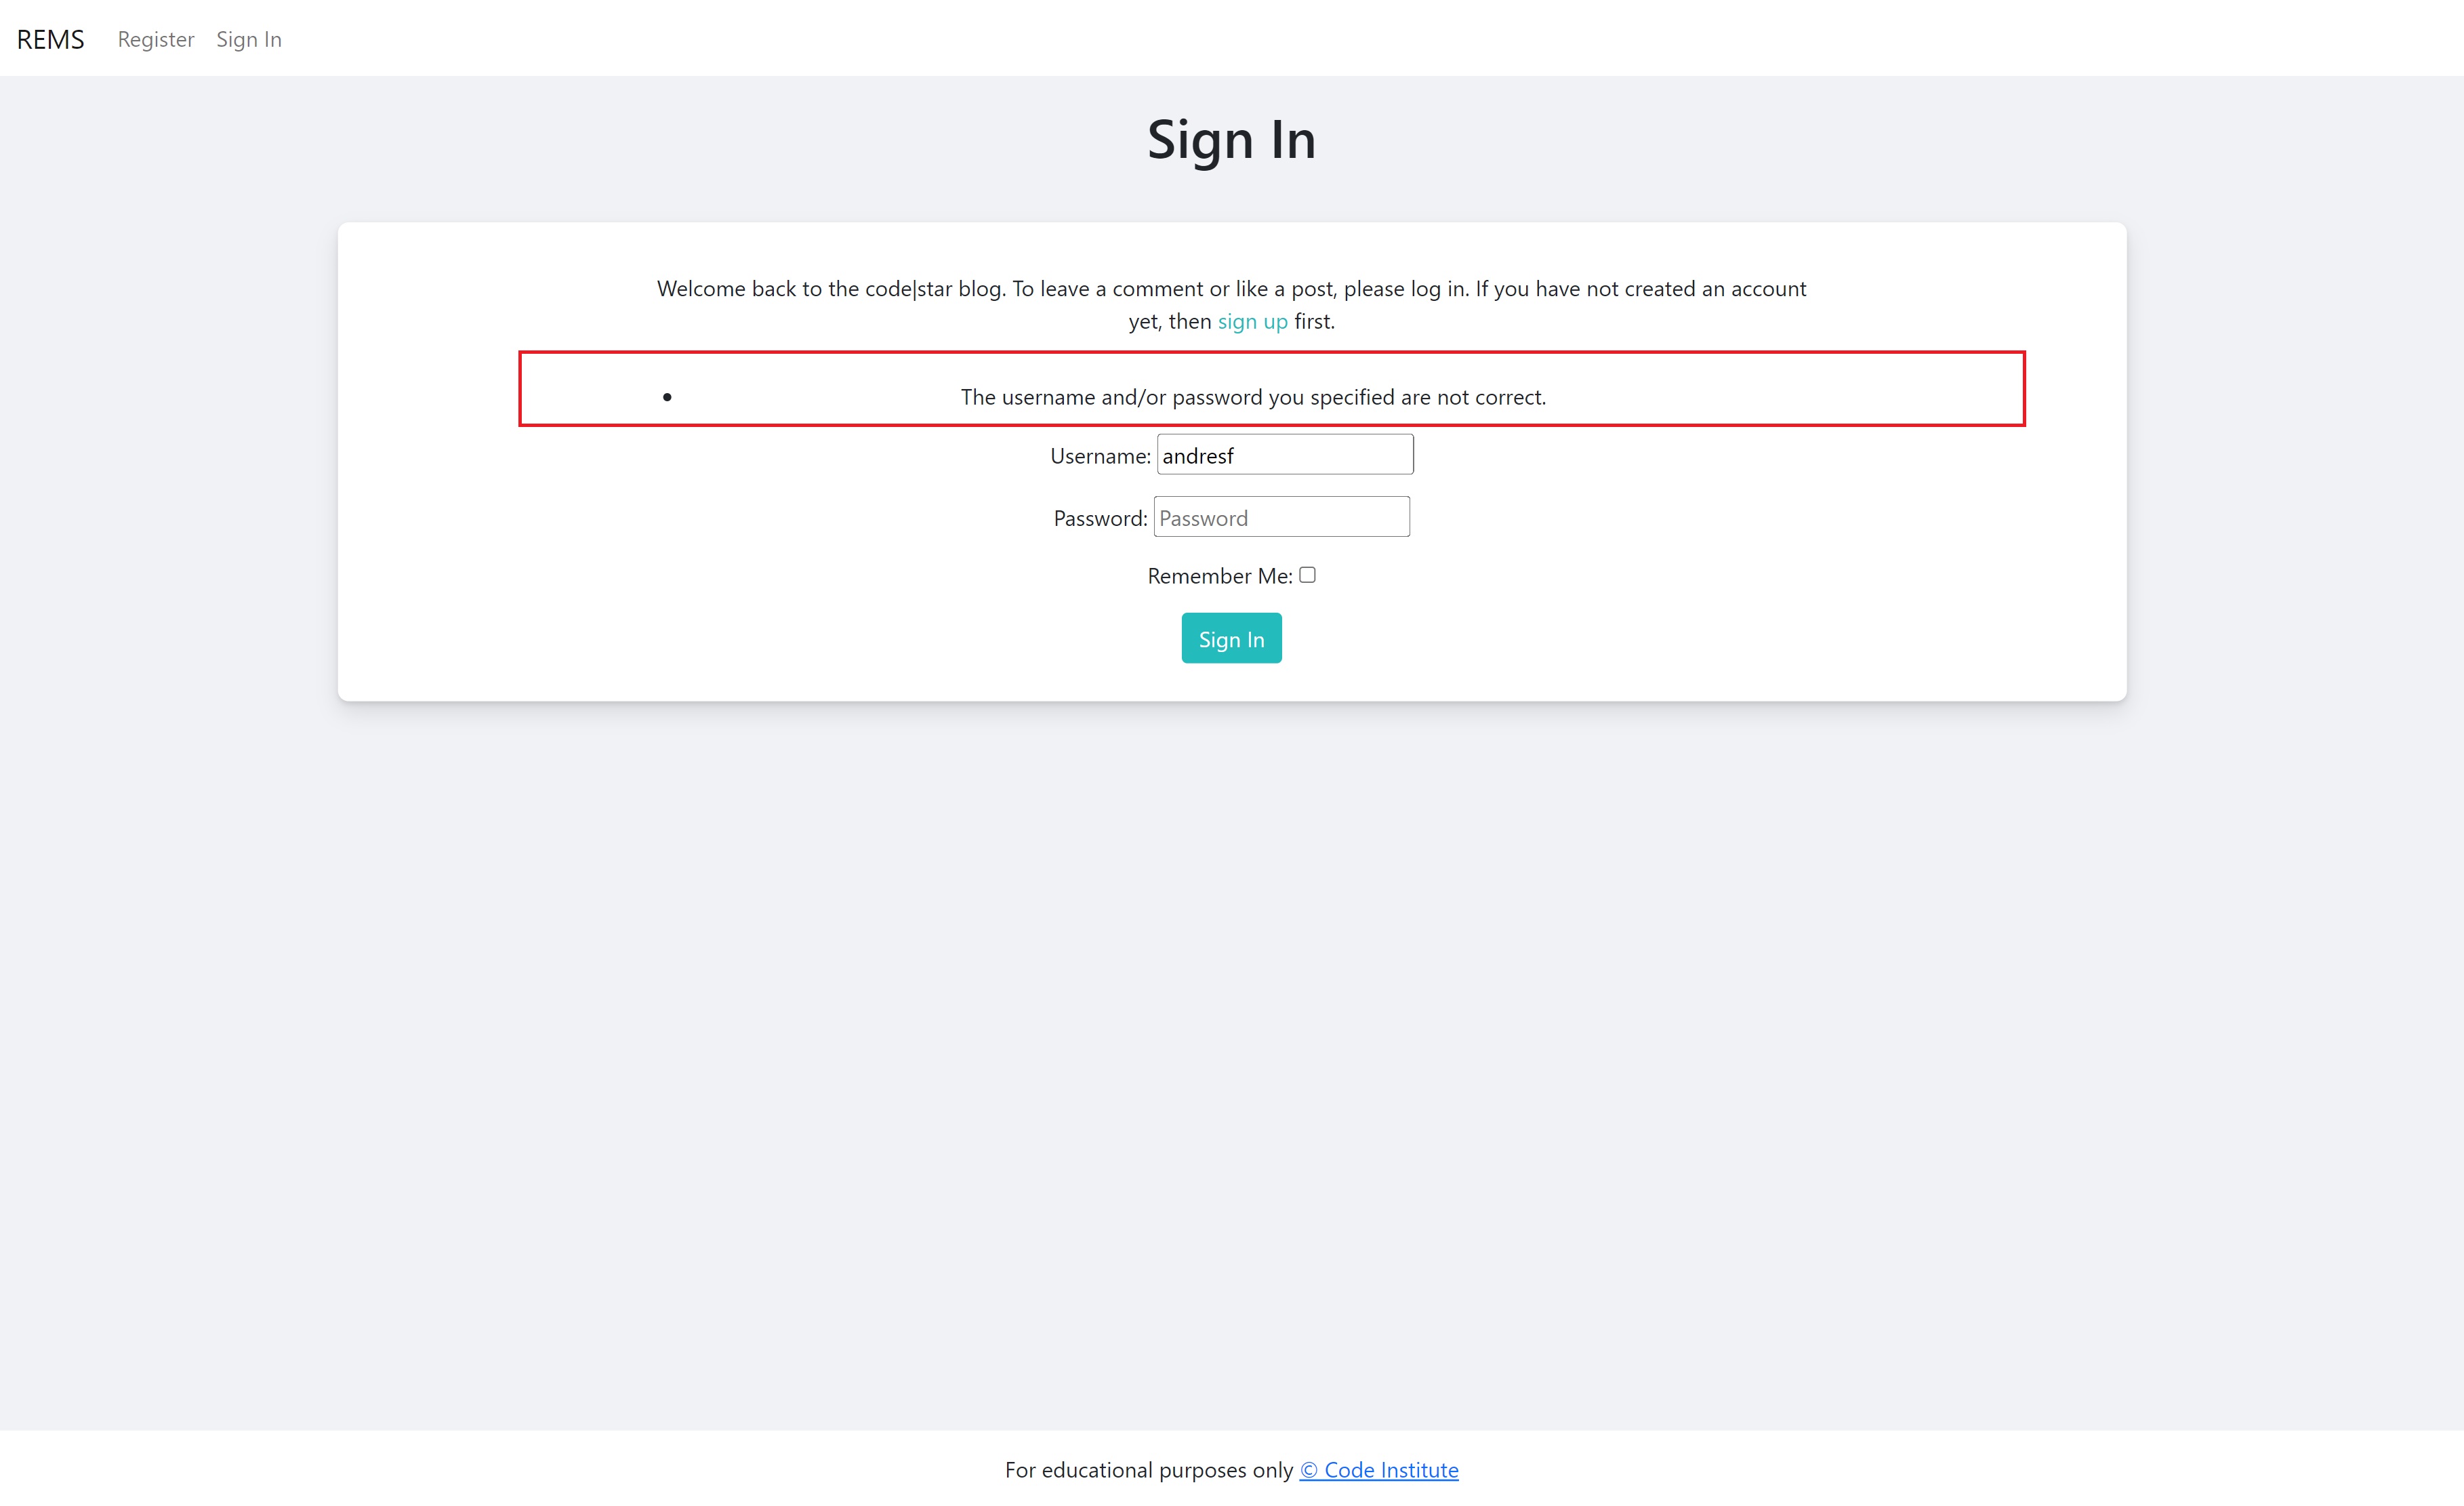 REMS Register Sign In
Sign In
Welcome back to the code|star blog. To leave a comment or like a post, please log in. If you have not created an account
yet, then sign up first.
• The username and/or password you specified are not correct.
Username: andresf
Password: Password
Remember Me:
Sign In
For educational purposes only © Code Institute